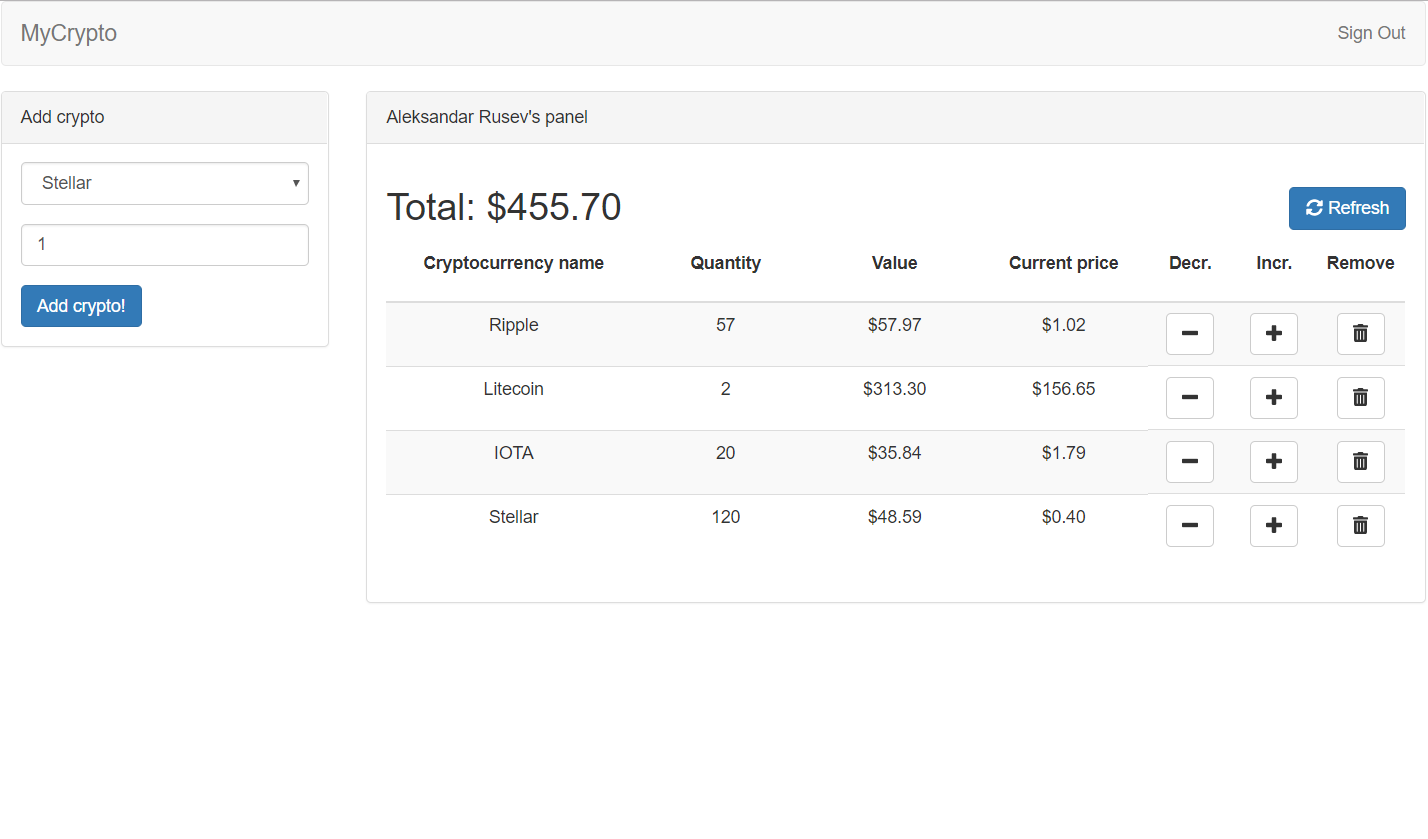 MyCrypto Sign Out
Add crypto
Stellar
1
Add crypto!
Aleksandar Rusev's panel
Total: $455.70 Refresh
Cryptocurrency name Quantity Value Current price Decr. Incr. Remove
Ripple 57 $57.97 $1.02
Litecoin 2 $313.30 $156.65
IOTA 20 $35.84 $1.79
Stellar 120 $48.59 $0.40